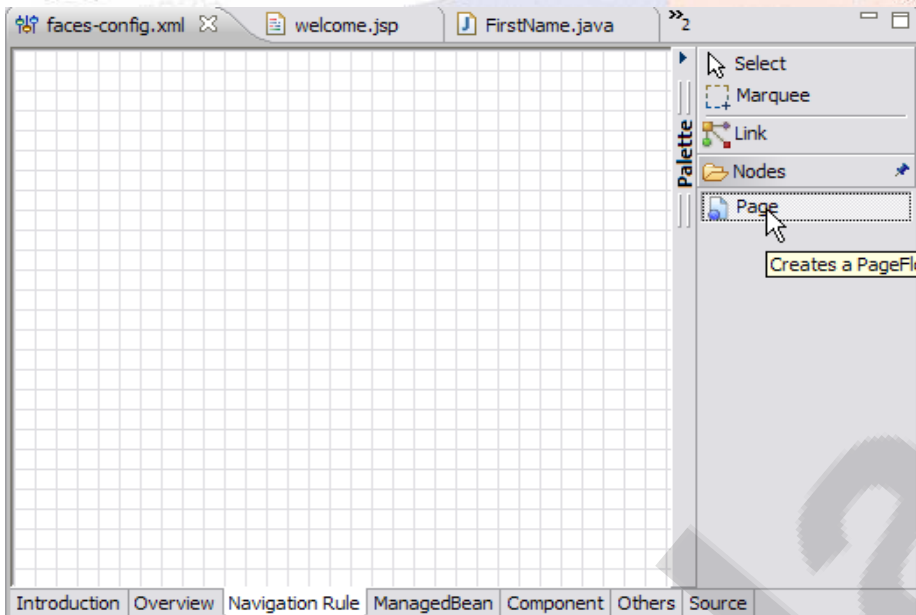 faces-config.xml welcome.jsp FirstName.java »2
Select
Marquee
Link
Palette
Nodes
Page
Creates a PageFl
Introduction Overview Navigation Rule ManagedBean Component Others Source